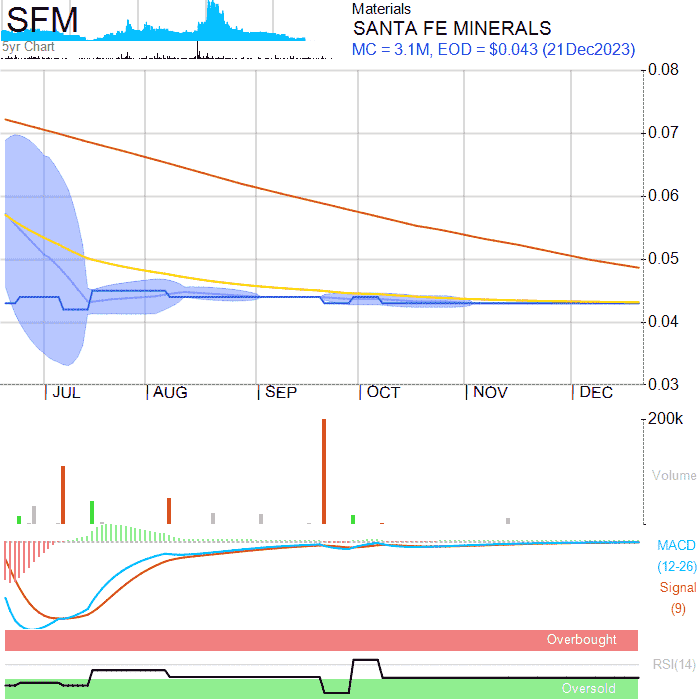 SFM
5yr Chart
Materials
SANTA FE MINERALS
MC = 3.1M, EOD = $0.043 (21Dec2023)
0.08
0.07
0.06
0.05
0.04
0.03
JUL AUG SEP OCT NOV DEC
200k
Volume
MACD
(12-26)
Signal
(9)
Overbought
RSI(14)
Oversold